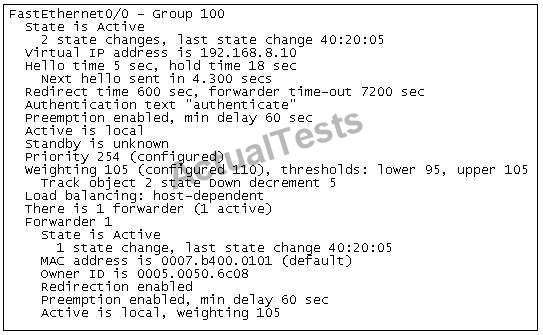 FastEthernet0/0 - Group 100
State is Active
2 state changes, last state change 40:20:05
Virtual IP address is 192.168.8.10
Hello time 5 sec, hold time 18 sec
Next hello sent in 4.300 secs
Redirect time 600 sec, forwarder time-out 7200 sec
Authentication text "authenticate"
Preemption enabled, min delay 60 sec
Active is local
Standby is unknown
Priority 254 (configured)
Weighting 105 (configured 110), thresholds: lower 95, upper 105
Track object 2 state Down decrement 5
Load balancing: host-dependent
There is 1 forwarder (1 active)
Forwarder 1
State is Active
1 state change, last state change 40:20:05
MAC address is 0007.b400.0101 (default)
Owner ID is 0005.0050.6c08
Redirection enabled
Preemption enabled, min delay 60 sec
Active is local, weighting 105
ActualTests